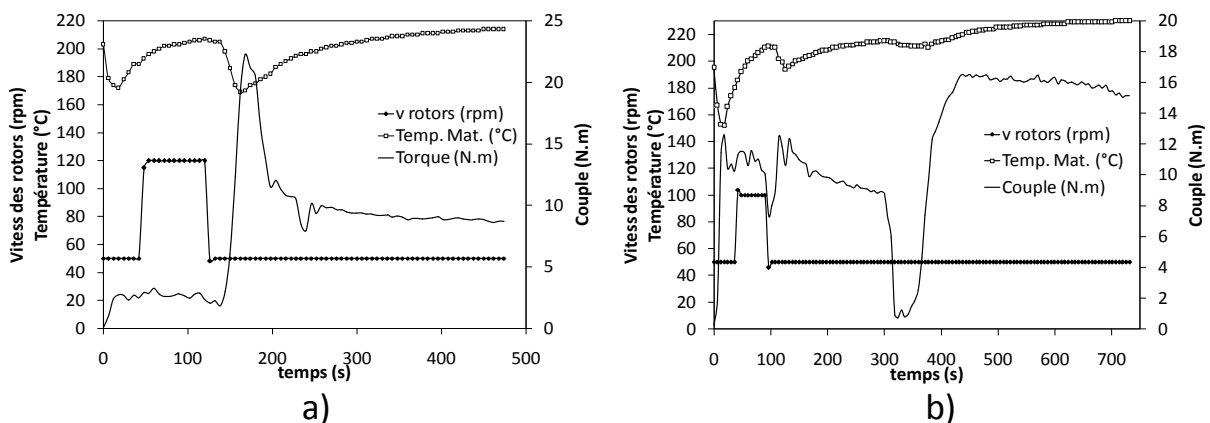 220
200
180
160
140
120
100
80
60
40
20
0
Vitess des rotors (rpm)
Température (°C)
25
20
15
10
5
0
Couple (N.m)
v rotors (rpm)
Temp. Mat. (°C)
Torque (N.m)
0 100 200 300 400 500
temps (s)
a)
220
200
180
160
140
120
100
80
60
40
20
0
Vitess des rotors (rpm)
Température (°C)
20
18
16
14
12
10
8
6
4
2
0
Couple (N.m)
v rotors (rpm)
Temp. Mat. (°C)
Couple (N.m)
0 100 200 300 400 500 600 700
temps (s)
b)